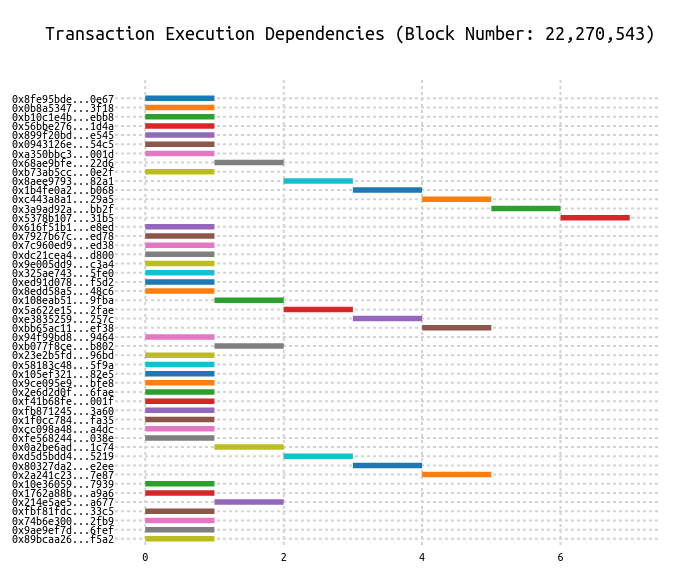 Transaction Execution Dependencies (Block Number: 22,270,543)
0x8fe95bde...0e67
0x0b8a5347...3f18
0xb10c1e4b...ebb8
0x56bbe276...1d4a
0x899f20bd...e545
0x0943126e...54c5
0xa350bbc3...001d
0x68ae9bfe...22d6
0xb73ab5cc...0e2f
0x8aee9793...82a1
0x1b4fe0a2...b068
0xc443a8a1...29a5
0x3a9ad92a...bb2f
0x5378b107...31b5
0x616f51b1...e8ed
0x7927b67c...ed78
0x7c960ed9...ed38
0xdc21cea4...d800
0x9e005dd9...c3a4
0x325ae743...5fe0
0xed91d078...f5d2
0x8edd58a5...48c6
0x108eab51...9fba
0x5a622e15...2fae
0xe3835259...257c
0xbb65ac11...ef38
0x94f99bd8...9464
0xb077f8ce...b802
0x23e2b5fd...96bd
0x58183c48...5f9a
0x105ef321...82e5
0x9ce095e9...bfe8
0x2e6d2d0f...6fae
0xf41b68fe...001f
0xfb871245...3a60
0x1f0cc784...fa35
0xcc098a48...a4dc
0xfe568244...038e
0x0a2be6ad...1c74
0xd5d5bdd4...5219
0x80327da2...e2ee
0x2a241c23...7e87
0x10e36059...7939
0x1762a88b...a9a6
0x214e5ae5...a677
0xfbf81fdc...33c5
0x74b6e300...2fb9
0x9ae9ef7d...6fef
0x89bcaa26...f5a2
0 2 4 6